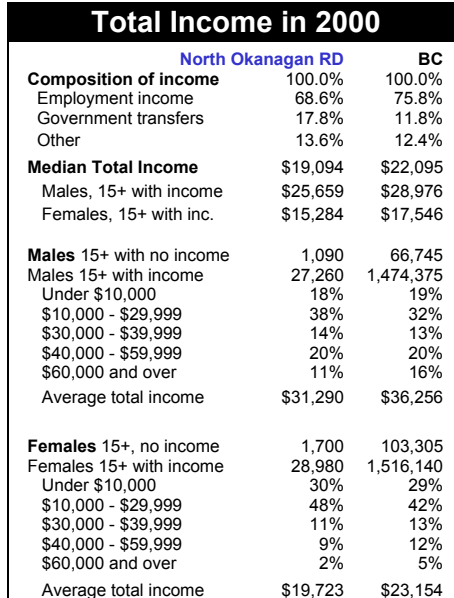 Total Income in 2000
North Okanagan RD BC
Composition of income 100.0% 100.0%
Employment income 68.6% 75.8%
Government transfers 17.8% 11.8%
Other 13.6% 12.4%
Median Total Income $19,094 $22,095
Males, 15+ with income $25,659 $28,976
Females, 15+ with inc. $15,284 $17,546
Males 15+ with no income 1,090 66,745
Males 15+ with income 27,260 1,474,375
Under $10,000 18% 19%
$10,000 - $29,999 38% 32%
$30,000 - $39,999 14% 13%
$40,000 - $59,999 20% 20%
$60,000 and over 11% 16%
Average total income $31,290 $36,256
Females 15+, no income 1,700 103,305
Females 15+ with income 28,980 1,516,140
Under $10,000 30% 29%
$10,000 - $29,999 48% 42%
$30,000 - $39,999 11% 13%
$40,000 - $59,999 9% 12%
$60,000 and over 2% 5%
Average total income $19,723 $23,154